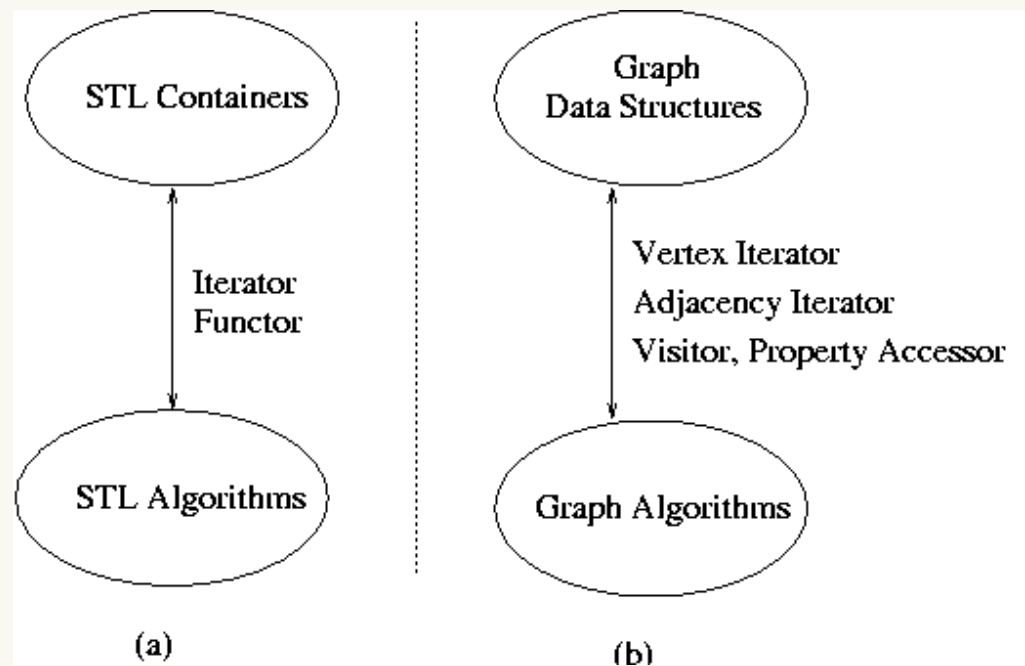 STL Containers
Iterator
Functor
STL Algorithms
(a)
Graph
Data Structures
Vertex Iterator
Adjacency Iterator
Visitor, Property Accessor
Graph Algorithms
(b)